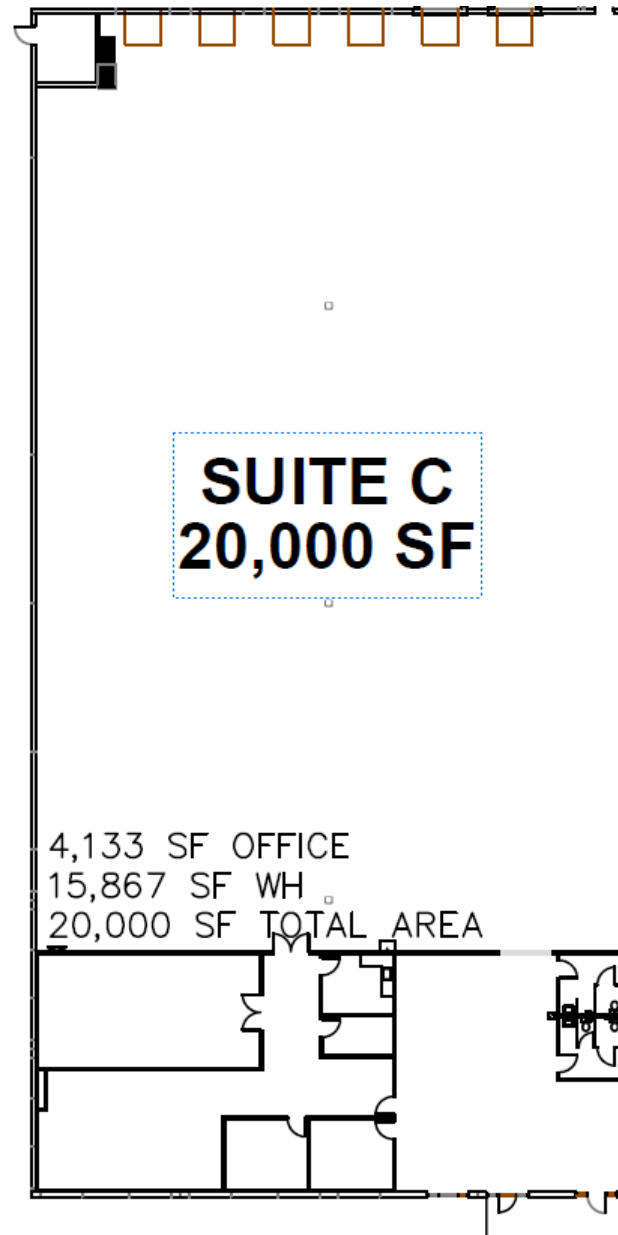 SUITE C
20,000 SF
4,133 SF OFFICE
15,867 SF WH
20,000 SF TOTAL AREA